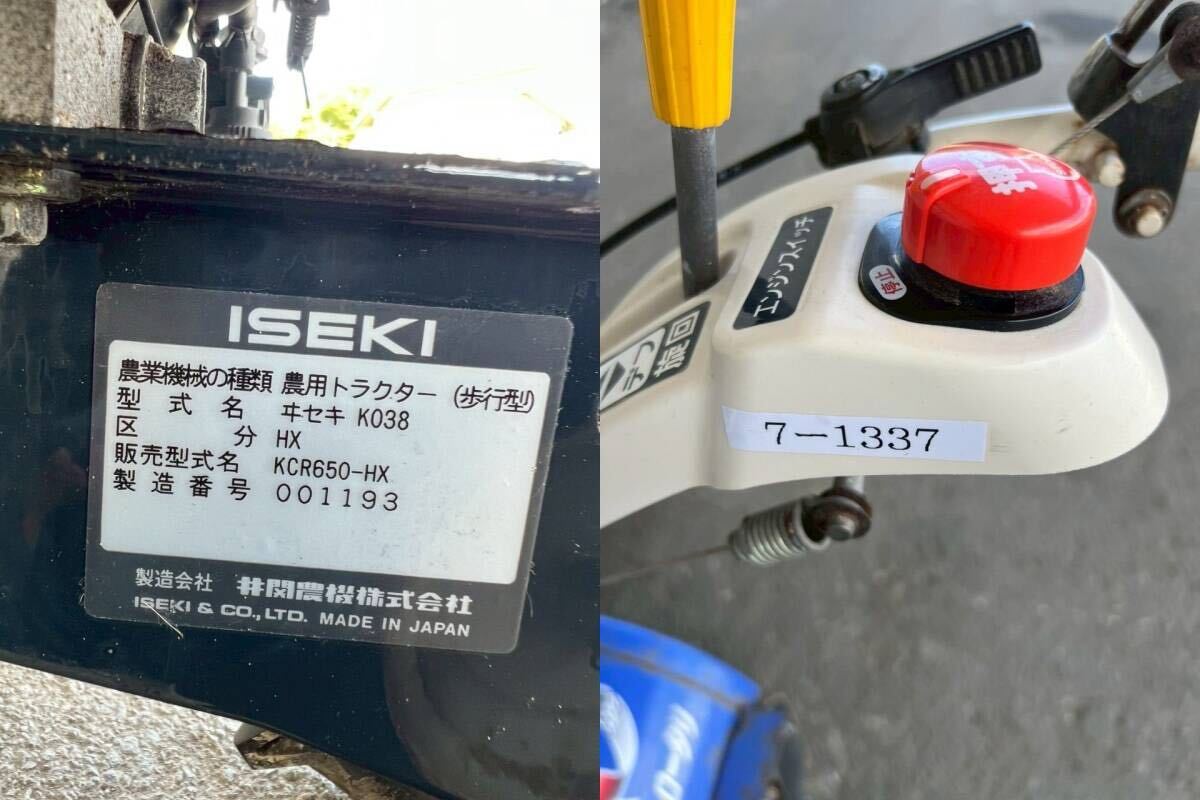 ISEKI
農業機械の種類 農用トラクター (歩行型)
型式名 ヰセキ K038
区分 HX
販売型式名 KCR650-HX
製造番号 001193
製造会社 井関農機株式会社
ISEKI & CO.,LTD. MADE IN JAPAN
エンジンスイッチ
停止
旋回
7-1337